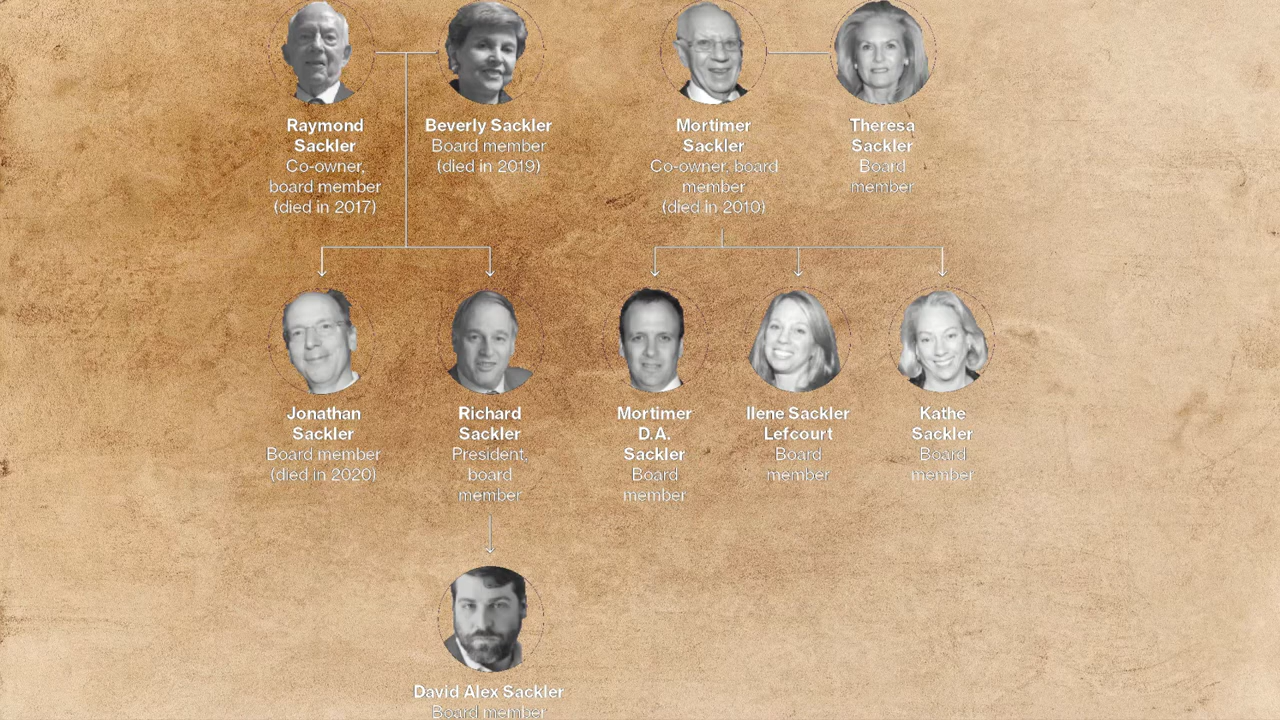 Raymond
Sackler
Co-owner,
board member
(died in 2017)
Beverly Sackler
Board member
(died in 2019)
Mortimer
Sackler
Co-owner, board
member
(died in 2010)
Theresa
Sackler
Board
member
Jonathan
Sackler
Board member
(died in 2020)
Richard
Sackler
President,
board
member
Mortimer
D.A.
Sackler
Board
member
Ilene Sackler
Lefcourt
Board
member
Kathe
Sackler
Board
member
David Alex Sackler
Board member